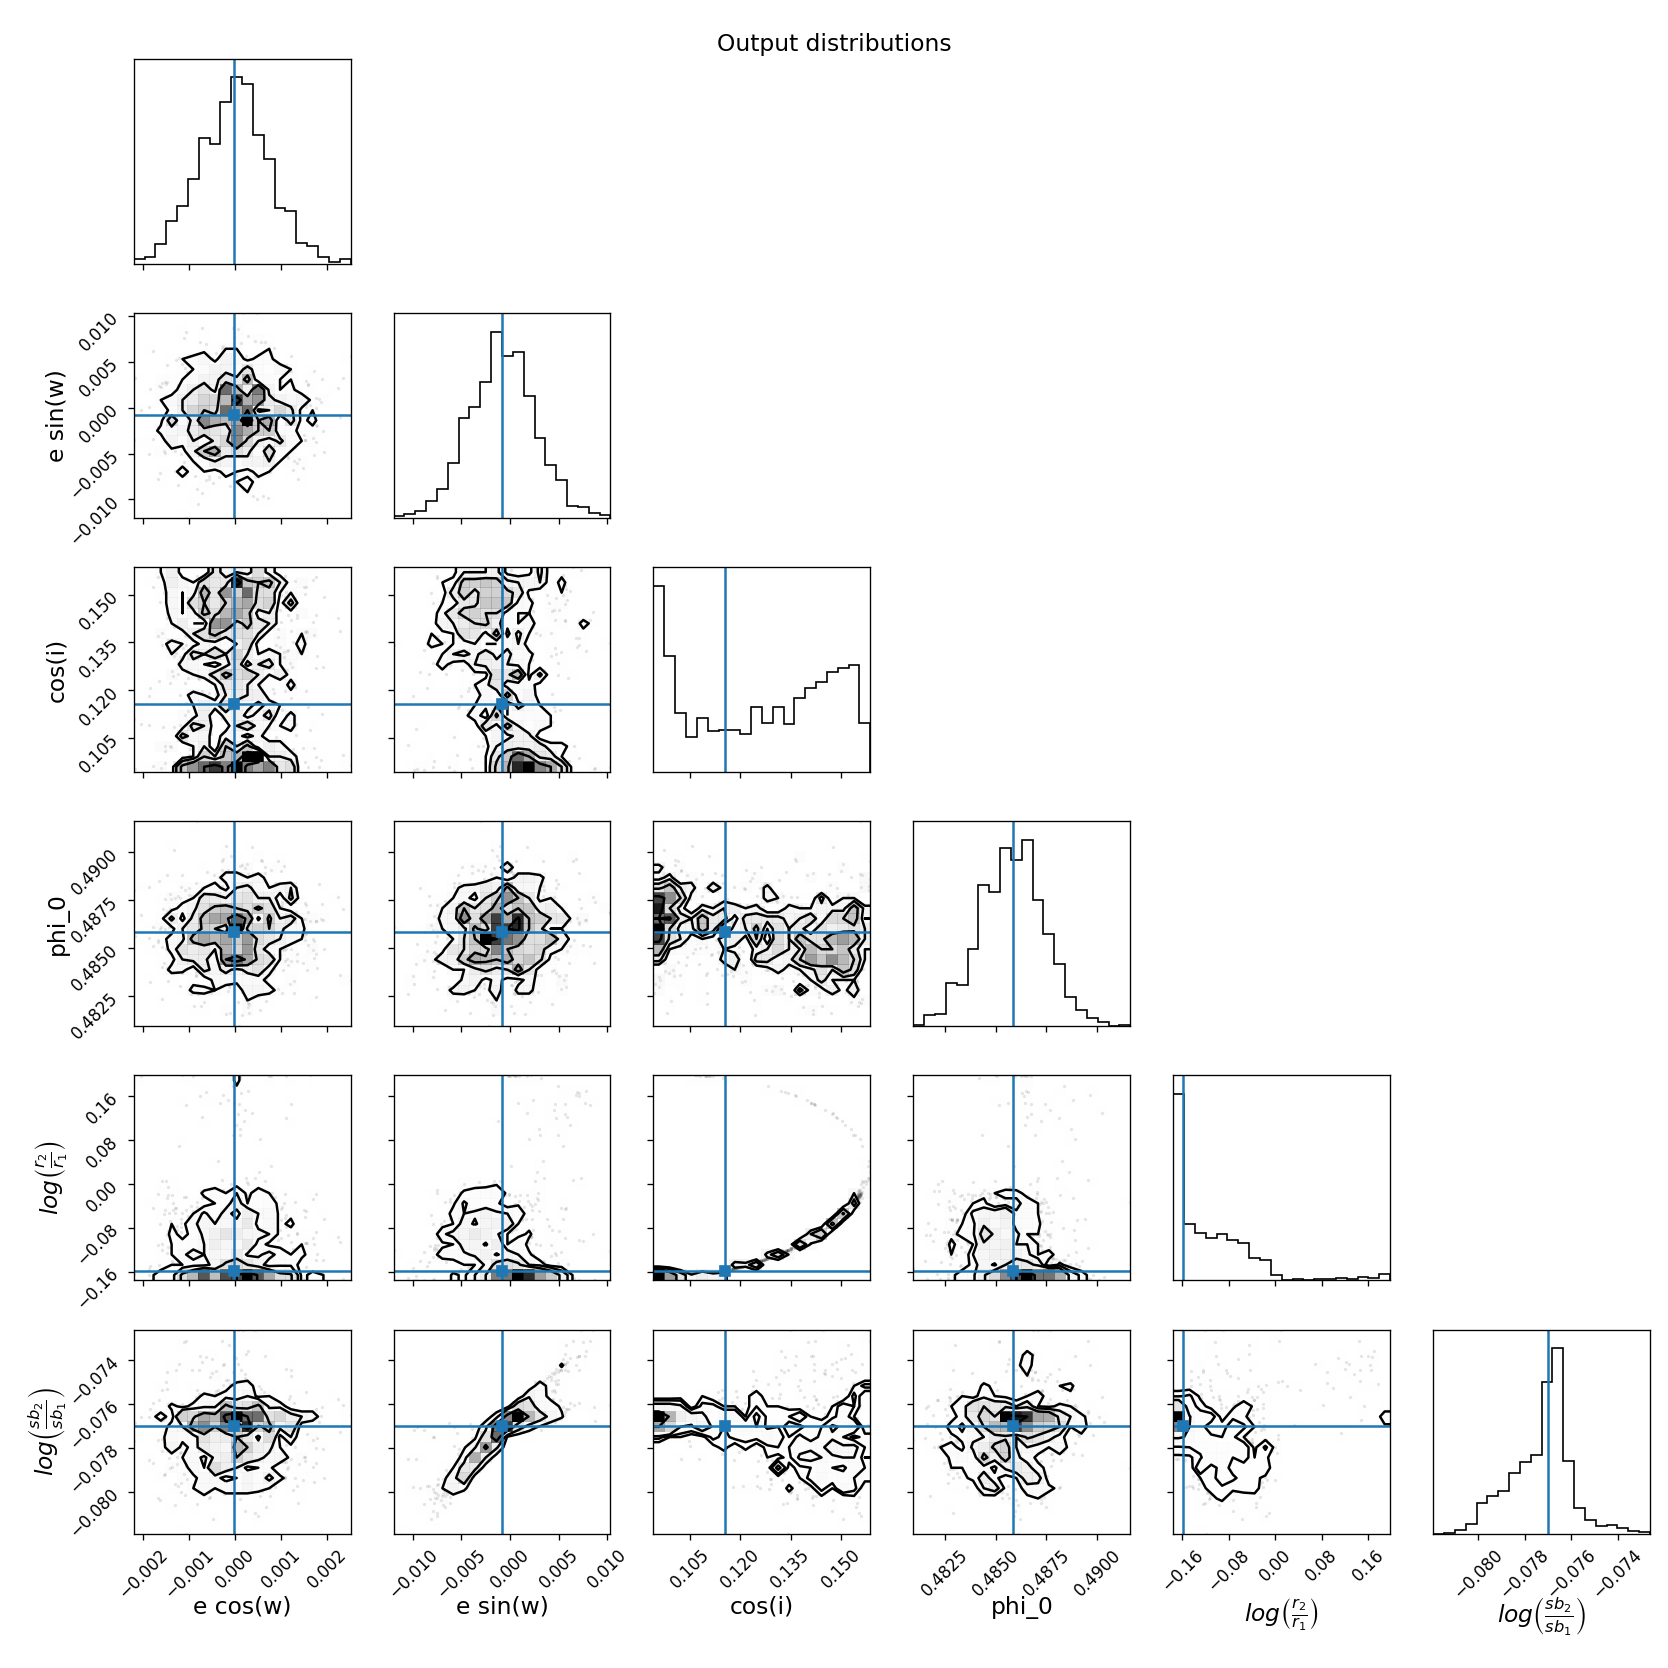 Output distributions
e sin(w)
0.010
0.005
0.000
−0.005
−0.010
cos(i)
0.150
0.135
0.120
0.105
phi_0
0.4900
0.4875
0.4850
0.4825
log(r₂/r₁)
0.16
0.08
0.00
−0.08
−0.16
log(sb₂/sb₁)
−0.074
−0.076
−0.078
−0.080
−0.002 −0.001 0.000 0.001 0.002
e cos(w)
−0.010 −0.005 0.000 0.005 0.010
e sin(w)
0.105 0.120 0.135 0.150
cos(i)
0.4825 0.4850 0.4875 0.4900
phi_0
−0.16 −0.08 0.00 0.08 0.16
log(r₂/r₁)
−0.080 −0.078 −0.076 −0.074
log(sb₂/sb₁)